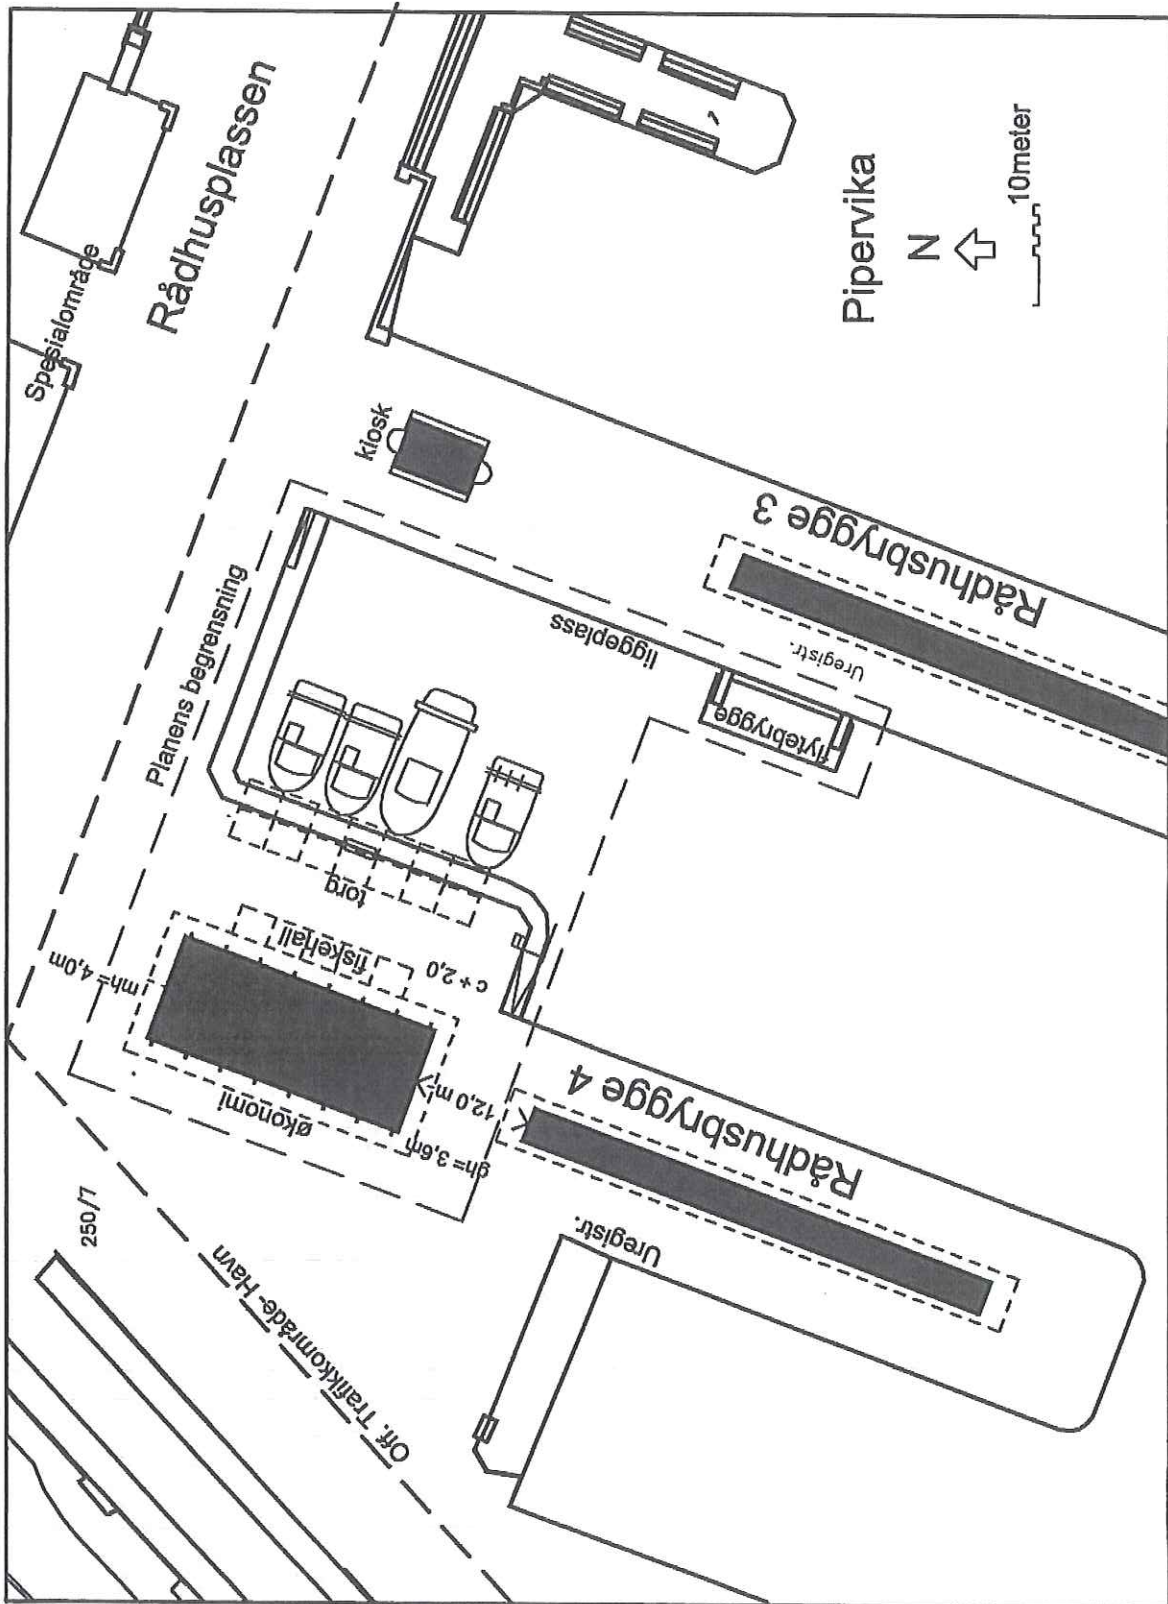 Spesialområde
Rådhusplassen
Planens begrensning
kiosk
Pipervika
N
10meter
mh= 4,0m
økonomi
fiskehall
torg
c + 2,0
12,0 m
gh= 3,6m
liggeplass
flytebrygge
Uregistr.
Rådhusbrygge 3
Rådhusbrygge 4
Uregistr.
250/7
Off. Trafikkområde- Havn